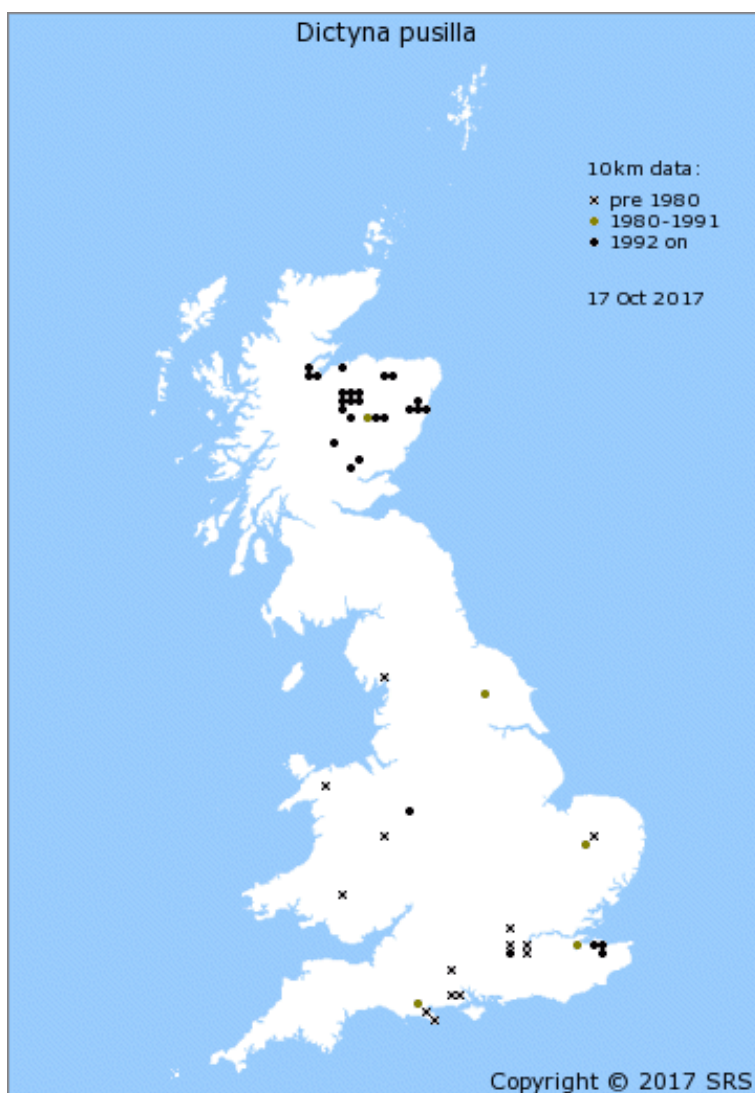 Dictyna pusilla
10km data:
pre 1980
1980-1991
1992 on
17 Oct 2017
Copyright © 2017 SRS